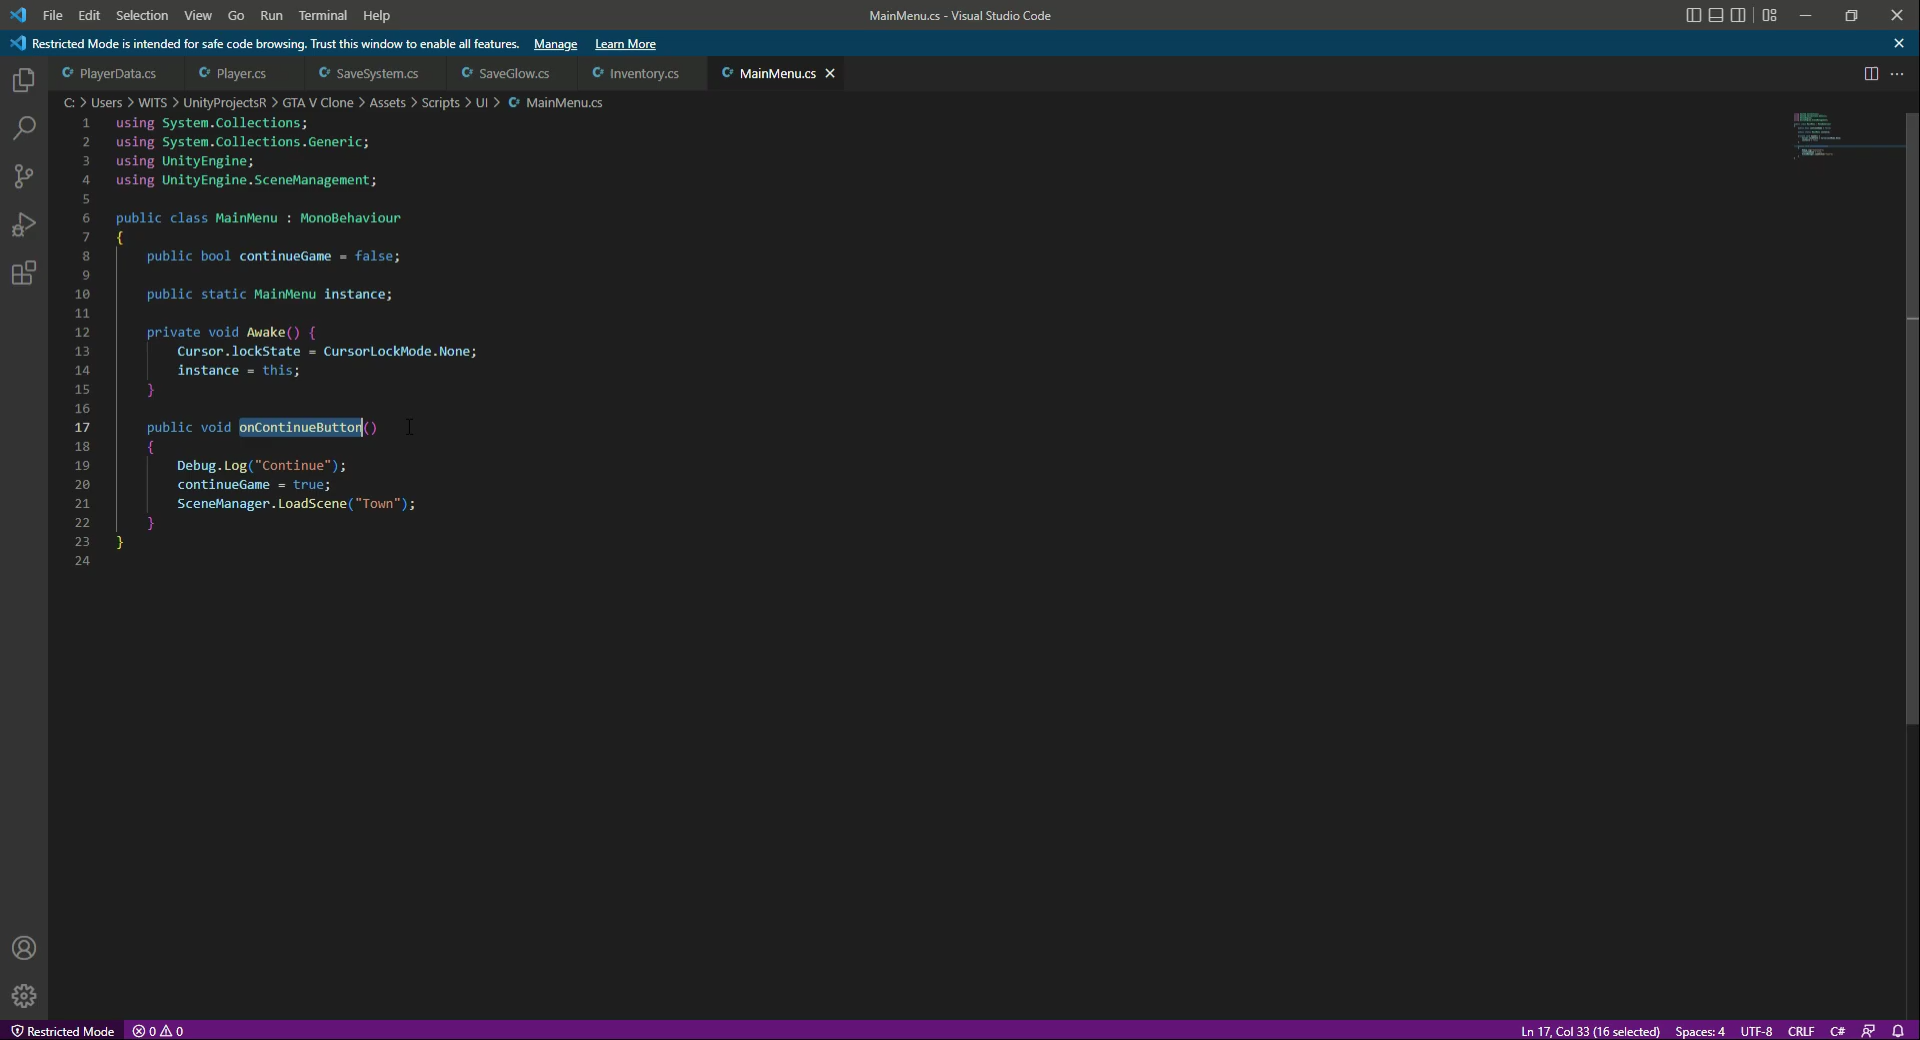 File Edit Selection View Go Run Terminal Help MainMenu.cs - Visual Studio Code
Restricted Mode is intended for safe code browsing. Trust this window to enable all features. Manage Learn More
PlayerData.cs Player.cs SaveSystem.cs SaveGlow.cs Inventory.cs MainMenu.cs
C: > Users > WITS > UnityProjectsR > GTA V Clone > Assets > Scripts > UI > MainMenu.cs
1 using System.Collections;
2 using System.Collections.Generic;
3 using UnityEngine;
4 using UnityEngine.SceneManagement;
5
6 public class MainMenu : MonoBehaviour
7 {
8 public bool continueGame = false;
9
10 public static MainMenu instance;
11
12 private void Awake() {
13 Cursor.lockState = CursorLockMode.None;
14 instance = this;
15 }
16
17 public void onContinueButton()
18 {
19 Debug.Log("Continue");
20 continueGame = true;
21 SceneManager.LoadScene("Town");
22 }
23 }
24
Restricted Mode 0 0 Ln 17, Col 33 (16 selected) Spaces: 4 UTF-8 CRLF C#